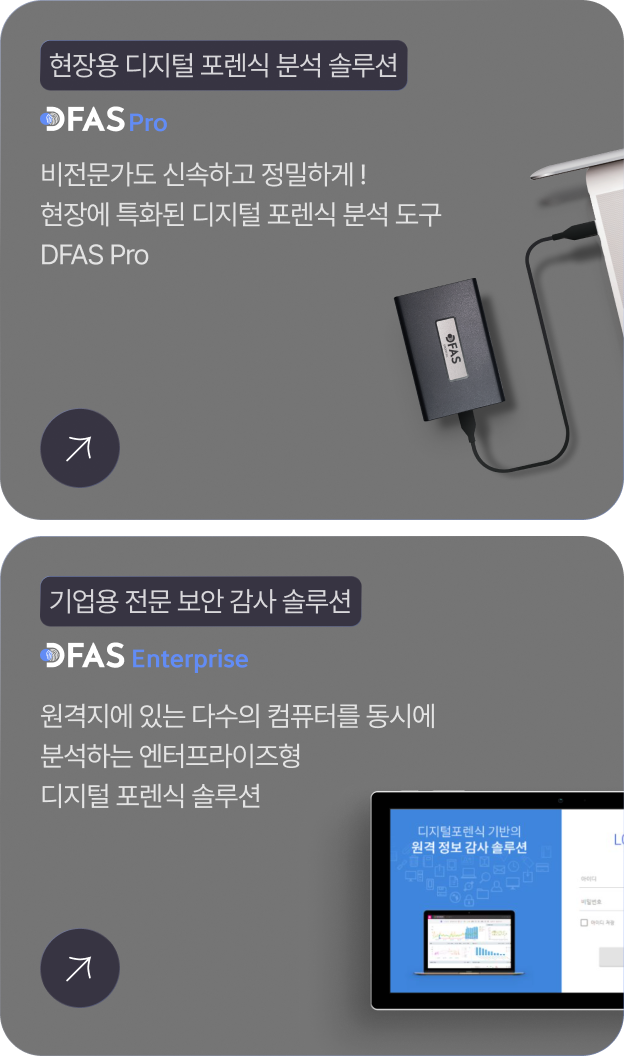 현장용 디지털 포렌식 분석 솔루션
DFAS Pro
비전문가도 신속하고 정밀하게 !
현장에 특화된 디지털 포렌식 분석 도구
DFAS Pro
DFAS
기업용 전문 보안 감사 솔루션
DFAS Enterprise
원격지에 있는 다수의 컴퓨터를 동시에
분석하는 엔터프라이즈형
디지털 포렌식 솔루션
디지털포렌식 기반의
원격 정보 감사 솔루션
LO
아이디
비밀번호
아이디 저장